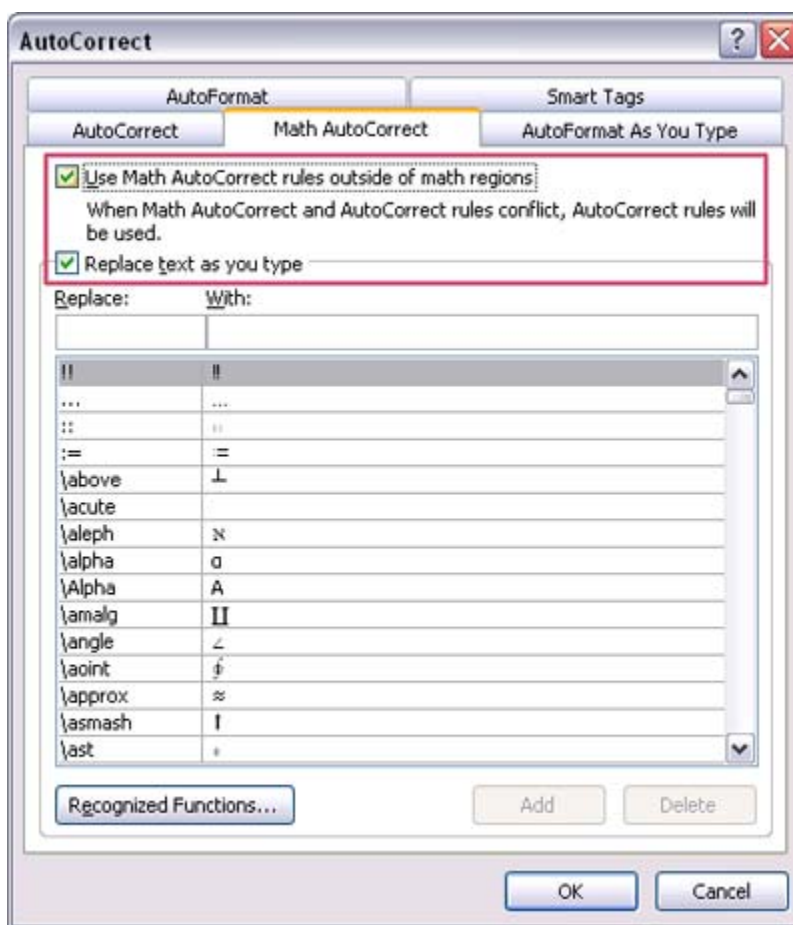 AutoCorrect
?
AutoFormat Smart Tags
AutoCorrect Math AutoCorrect AutoFormat As You Type
Use Math AutoCorrect rules outside of math regions
When Math AutoCorrect and AutoCorrect rules conflict, AutoCorrect rules will
be used.
Replace text as you type
Replace: With:
!! ‼
... …
:: ∷
:= ≔
\above ┴
\acute
\aleph ℵ
\alpha α
\Alpha Α
\amalg ∐
\angle ∠
\aoint ∳
\approx ≈
\asmash ⬆
\ast
Recognized Functions... Add Delete
OK Cancel